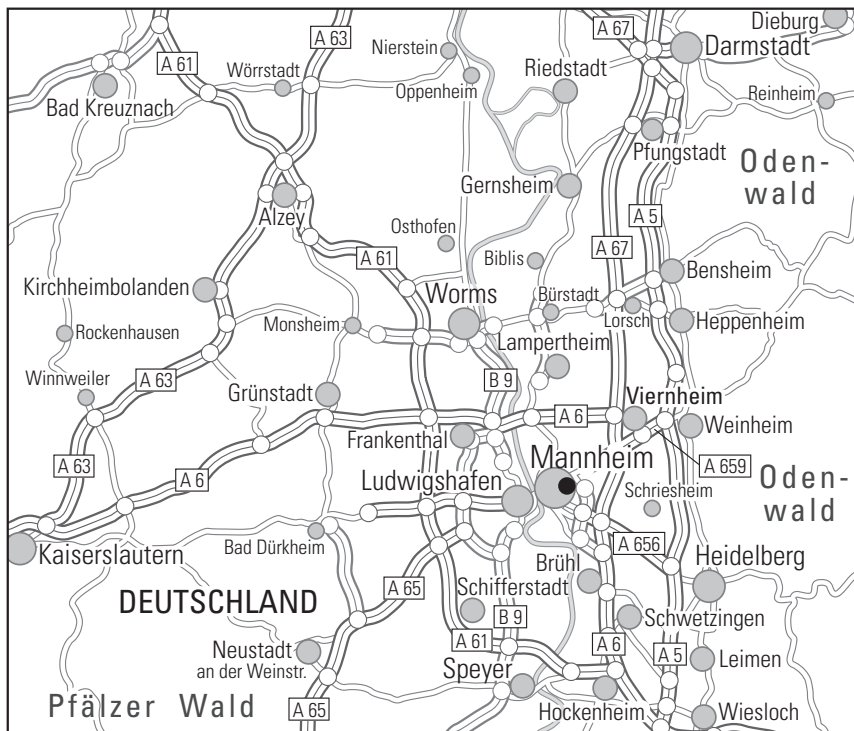 Dieburg
A 63
A 67
Darmstadt
Nierstein
A 61
Wörrstadt
Oppenheim
Riedstadt
Reinheim
Bad Kreuznach
Pfungstadt
Oden-
wald
Gernsheim
Alzey
A 5
Osthofen
A 67
A 61
Biblis
Bensheim
Kirchheimbolanden
Worms
Bürstadt
Lorsch
Heppenheim
Monsheim
Rockenhausen
Lampertheim
Winnweiler
A 63
B 9
Grünstadt
Viernheim
A 6
Weinheim
Frankenthal
Mannheim
A 63
A 659
A 6
Ludwigshafen
Oden-
wald
Schriesheim
A 656
Kaiserslautern
Bad Dürkheim
Heidelberg
Brühl
A 65
Schifferstadt
DEUTSCHLAND
B 9
Schwetzingen
A 61
A 6
A 5
Neustadt
an der Weinstr.
Leimen
Speyer
Pfälzer Wald
A 65
Hockenheim
Wiesloch